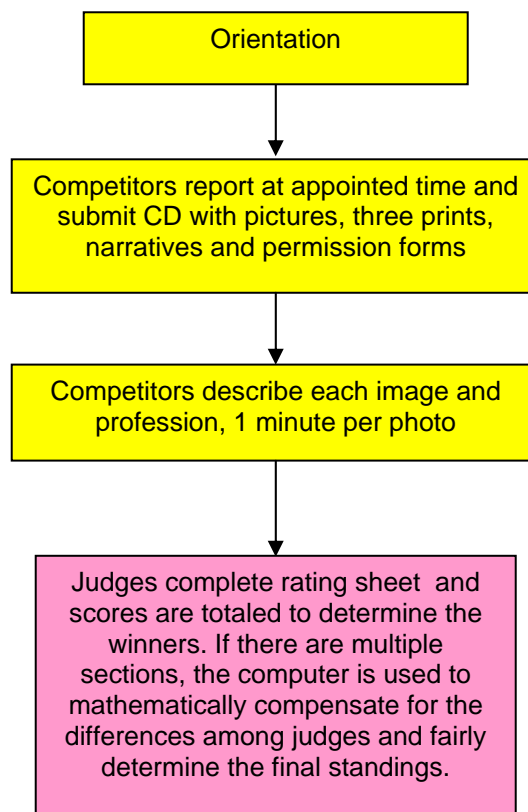 Orientation
Competitors report at appointed time and
submit CD with pictures, three prints,
narratives and permission forms
Competitors describe each image and
profession, 1 minute per photo
Judges complete rating sheet  and
scores are totaled to determine the
winners. If there are multiple
sections, the computer is used to
mathematically compensate for the
differences among judges and fairly
determine the final standings.